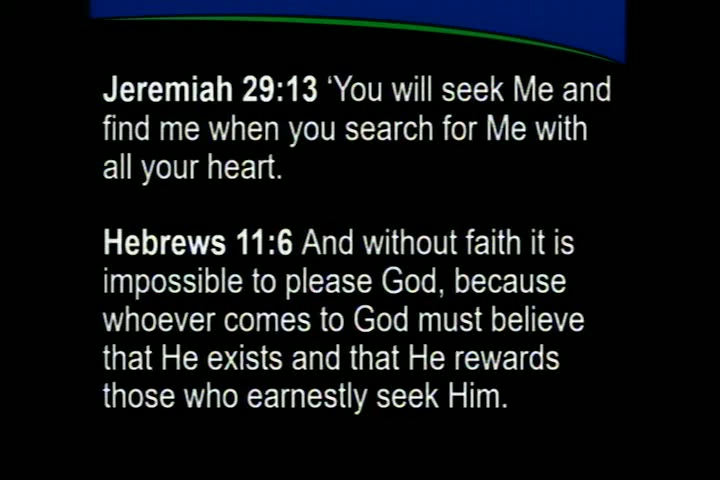 Jeremiah 29:13 ‘You will seek Me and
find me when you search for Me with
all your heart.
Hebrews 11:6 And without faith it is
impossible to please God, because
whoever comes to God must believe
that He exists and that He rewards
those who earnestly seek Him.